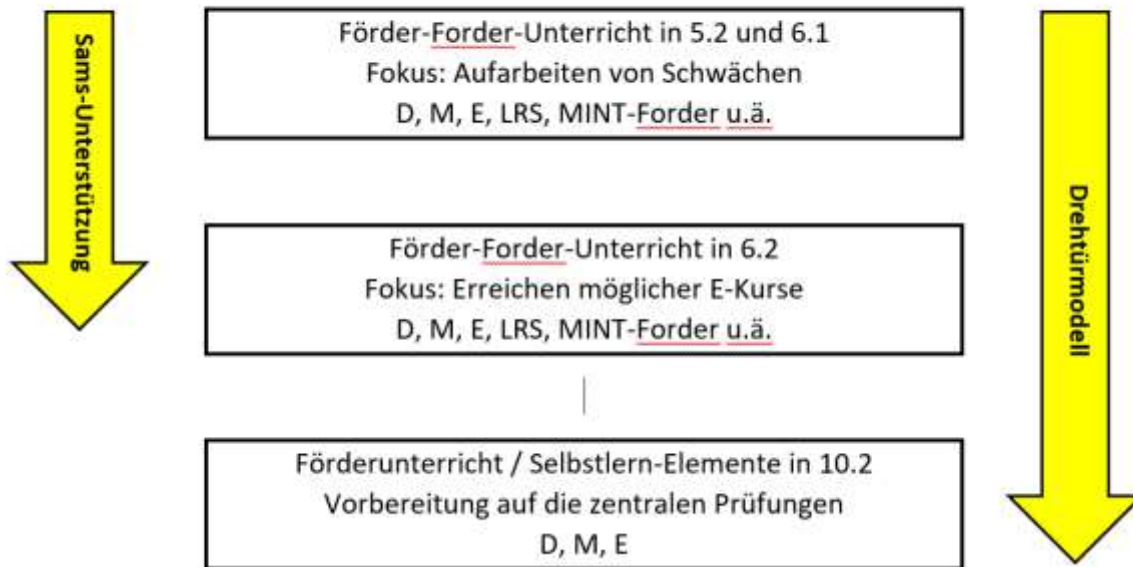 Sams-Unterstützung
Förder-Forder-Unterricht in 5.2 und 6.1
Fokus: Aufarbeiten von Schwächen
D, M, E, LRS, MINT-Forder u.ä.
Förder-Forder-Unterricht in 6.2
Fokus: Erreichen möglicher E-Kurse
D, M, E, LRS, MINT-Forder u.ä.
Förderunterricht / Selbstlern-Elemente in 10.2
Vorbereitung auf die zentralen Prüfungen
D, M, E
Drehtürmodell